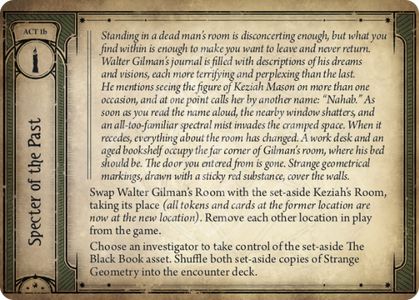 ACT 1b
Specter of the Past
Standing in a dead man's room is disconcerting enough, but what you
find within is enough to make you want to leave and never return.
Walter Gilman's journal is filled with descriptions of his dreams
and visions, each more terrifying and perplexing than the last.
He mentions seeing the figure of Keziah Mason on more than one
occasion, and at one point calls her by another name: “Nahab.” As
soon as you read the name aloud, the nearby window shatters, and
an all-too-familiar spectral mist invades the cramped space. When it
recedes, everything about the room has changed. A work desk and an
aged bookshelf occupy the far corner of Gilman's room, where his bed
should be. The door you entered from is gone. Strange geometrical
markings, drawn with a sticky red substance, cover the walls.
Swap Walter Gilman's Room with the set-aside Keziah's Room,
taking its place (all tokens and cards at the former location are
now at the new location). Remove each other location in play
from the game.
Choose an investigator to take control of the set-aside The
Black Book asset. Shuffle both set-aside copies of Strange
Geometry into the encounter deck.